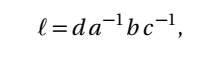 ℓ = d a⁻¹ b c⁻¹,